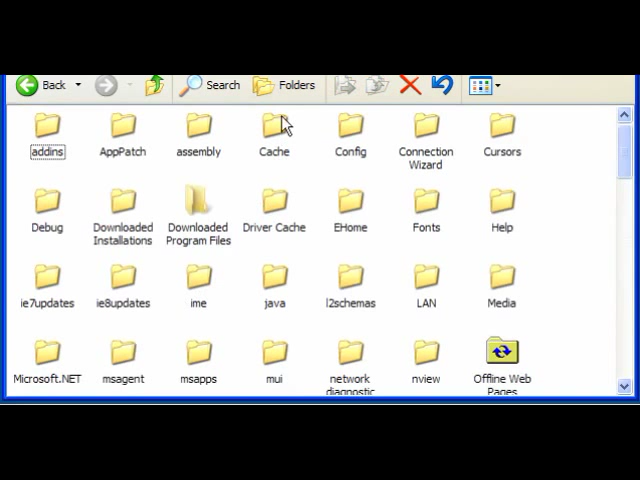 Back Search Folders
addins AppPatch assembly Cache Config Connection Wizard Cursors
Debug Downloaded Installations Downloaded Program Files Driver Cache EHome Fonts Help
ie7updates ie8updates ime java l2schemas LAN Media
Microsoft.NET msagent msapps mui network diagnostic nview Offline Web Pages